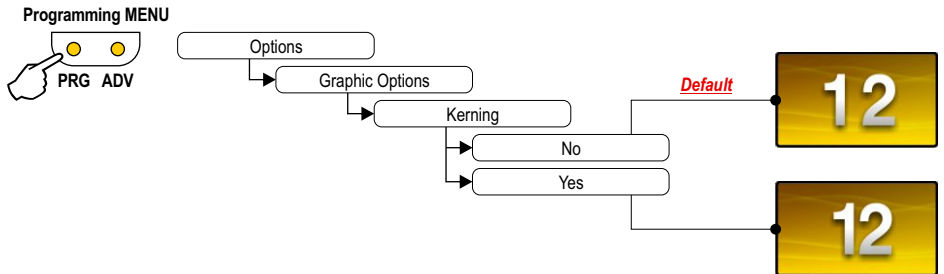 Programming MENU
PRG ADV
Options
Graphic Options
Kerning
No
Yes
Default
12
12